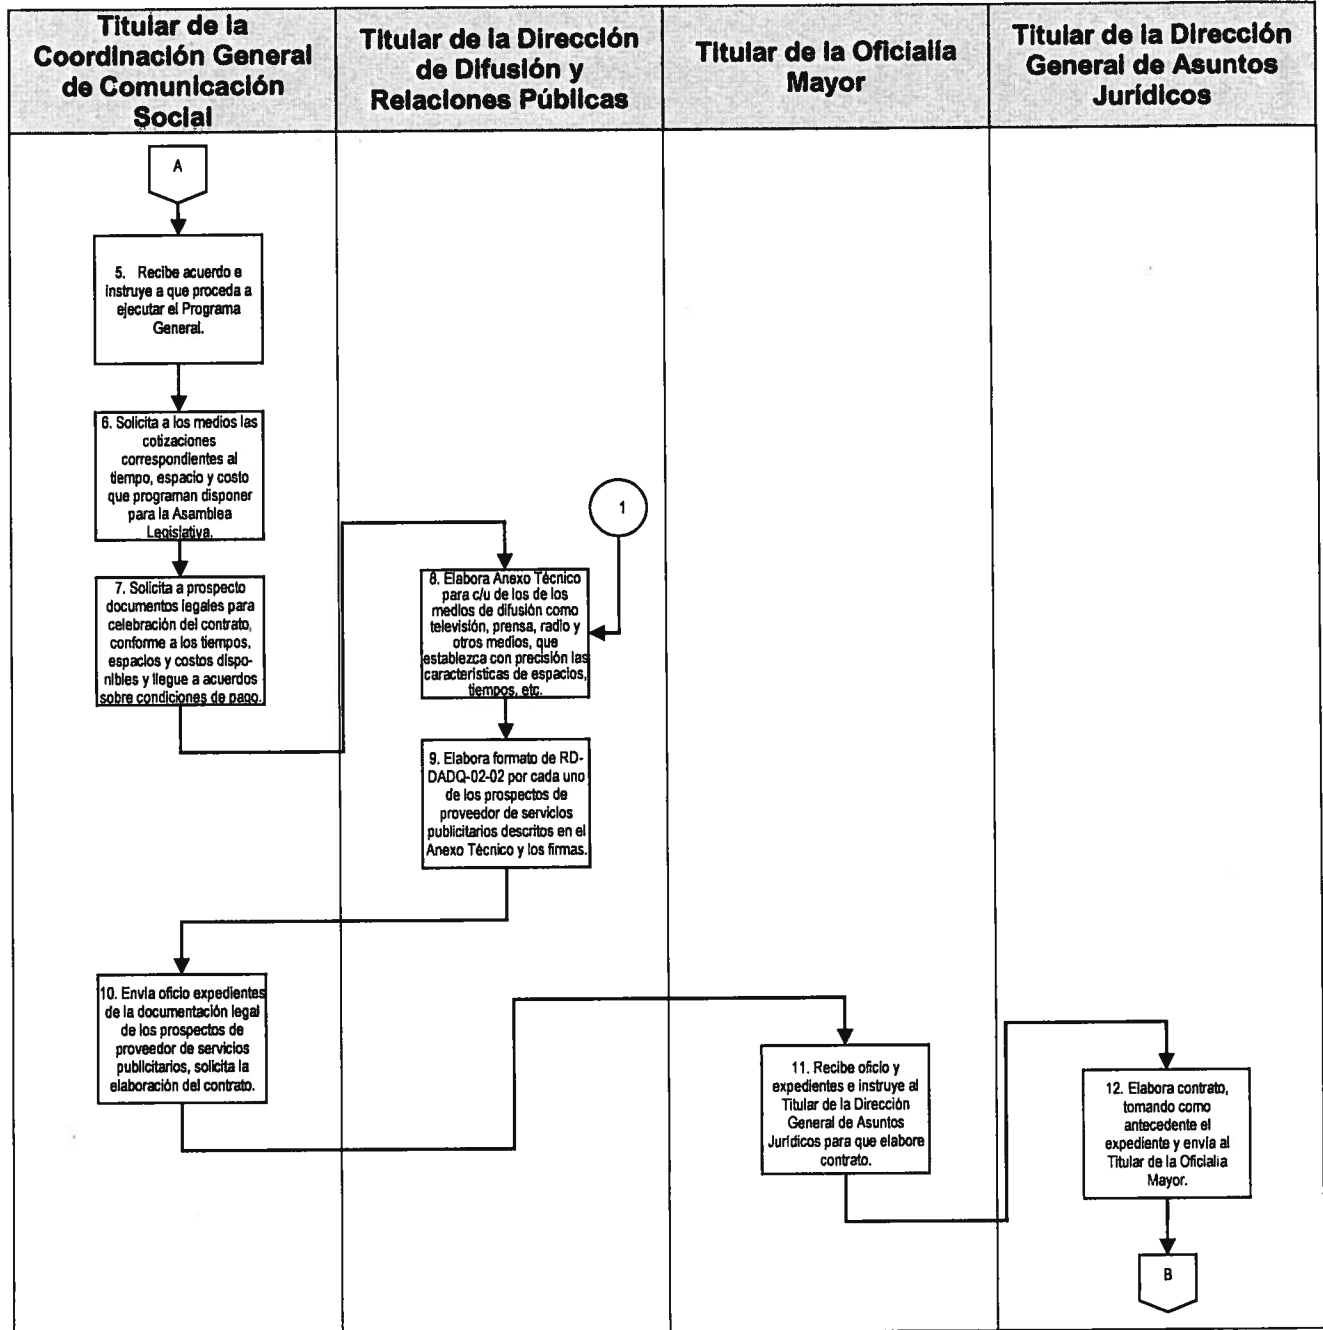 Titular de la
Coordinación General
de Comunicación
Social
Titular de la Dirección
de Difusión y
Relaciones Públicas
Titular de la Oficialía
Mayor
Titular de la Dirección
General de Asuntos
Jurídicos
A
5. Recibe acuerdo e
instruye a que proceda a
ejecutar el Programa
General.
6. Solicita a los medios las
cotizaciones
correspondientes al
tiempo, espacio y costo
que programan disponer
para la Asamblea
Legislativa.
1
7. Solicita a prospecto
documentos legales para
celebración del contrato,
conforme a los tiempos,
espacios y costos dispo-
nibles y llegue a acuerdos
sobre condiciones de pago.
8. Elabora Anexo Técnico
para c/u de los de los
medios de difusión como
televisión, prensa, radio y
otros medios, que
establezca con precisión las
características de espacios,
tiempos, etc.
9. Elabora formato de RD-
DADQ-02-02 por cada uno
de los prospectos de
proveedor de servicios
publicitarios descritos en el
Anexo Técnico y los firmas.
10. Envía oficio expedientes
de la documentación legal
de los prospectos de
proveedor de servicios
publicitarios, solicita la
elaboración del contrato.
11. Recibe oficio y
expedientes e instruye al
Titular de la Dirección
General de Asuntos
Jurídicos para que elabore
contrato.
12. Elabora contrato,
tomando como
antecedente el
expediente y envía al
Titular de la Oficialía
Mayor.
B